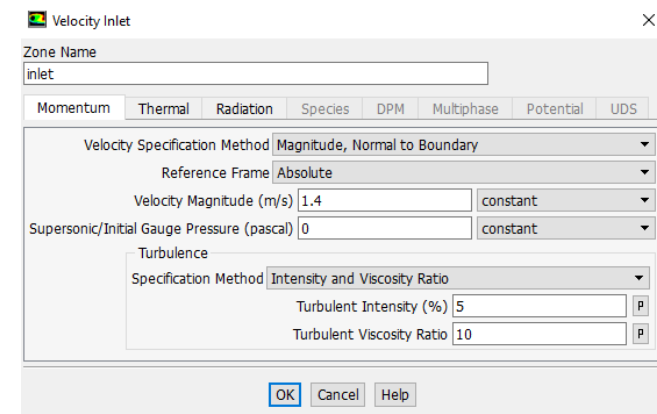 Velocity Inlet
Zone Name
inlet
Momentum Thermal Radiation Species DPM Multiphase Potential UDS
Velocity Specification Method Magnitude, Normal to Boundary
Reference Frame Absolute
Velocity Magnitude (m/s) 1.4 constant
Supersonic/Initial Gauge Pressure (pascal) 0 constant
Turbulence
Specification Method Intensity and Viscosity Ratio
Turbulent Intensity (%) 5 P
Turbulent Viscosity Ratio 10 P
OK Cancel Help